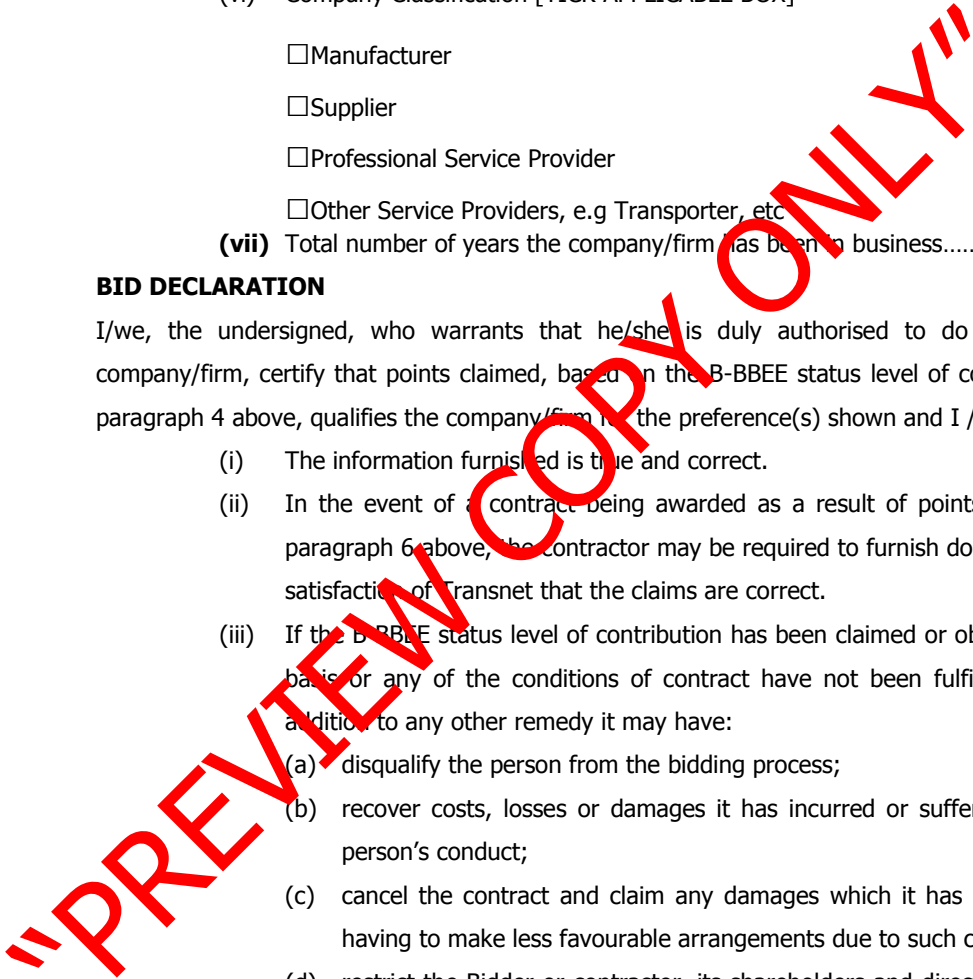 (vi) Company Classification [TICK APPLICABLE BOX]
☐Manufacturer
☐Supplier
☐Professional Service Provider
☐Other Service Providers, e.g Transporter, etc
(vii) Total number of years the company/firm has been in business.....
BID DECLARATION
I/we, the undersigned, who warrants that he/she is duly authorised to do
company/firm, certify that points claimed, based on the B-BBEE status level of
paragraph 4 above, qualifies the company/firm for the preference(s) shown and I /
(i) The information furnished is true and correct.
(ii) In the event of a contract being awarded as a result of points
paragraph 6 above, the contractor may be required to furnish
satisfaction of Transnet that the claims are correct.
(iii) If the B-BBEE status level of contribution has been claimed or
basis or any of the conditions of contract have not been
addition to any other remedy it may have:
(a) disqualify the person from the bidding process;
(b) recover costs, losses or damages it has incurred or
person's conduct;
(c) cancel the contract and claim any damages which it has
having to make less favourable arrangements due to such
(d) restrict the Bidder or contractor, its shareholders and
"PREVIEW COPY ONLY"